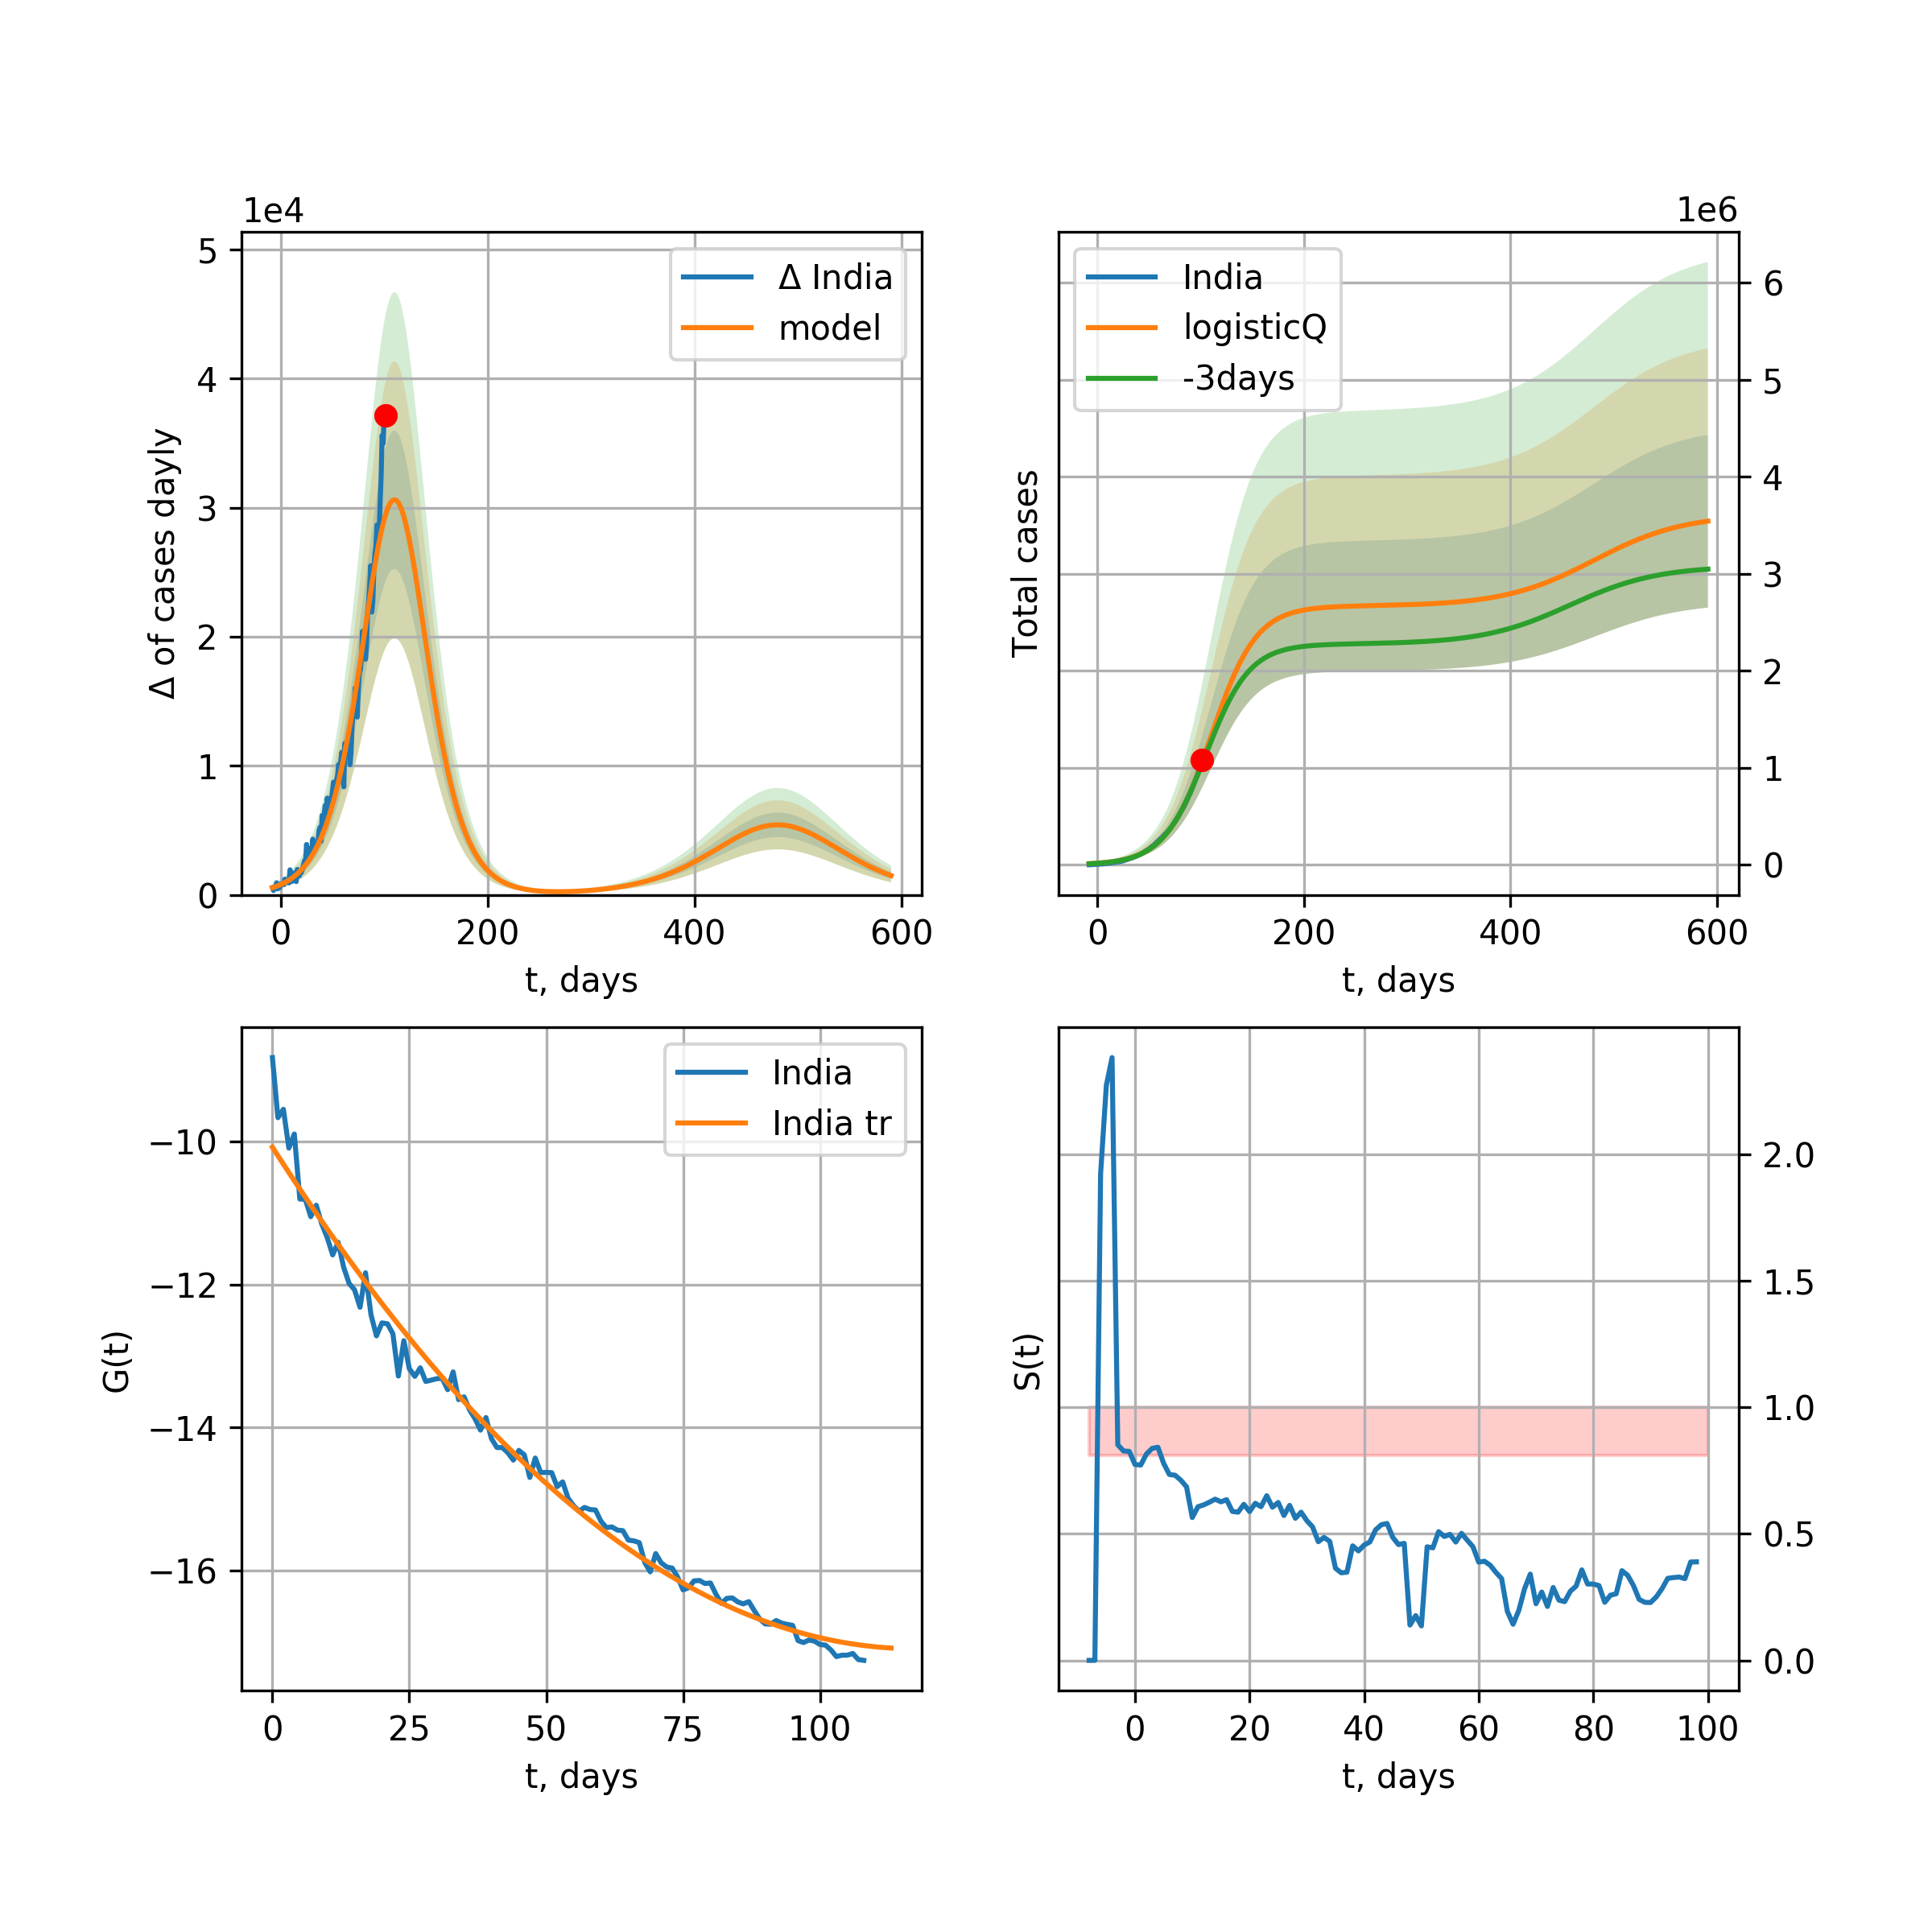 1e4
5
4
3
2
1
0
Δ of cases dayly
Δ India
model
0 200 400 600
t, days
1e6
6
5
4
3
2
1
0
Total cases
India
logisticQ
-3days
0 200 400 600
t, days
−10
−12
−14
−16
G(t)
India
India tr
0 25 50 75 100
t, days
2.0
1.5
1.0
0.5
0.0
S(t)
0 20 40 60 80 100
t, days